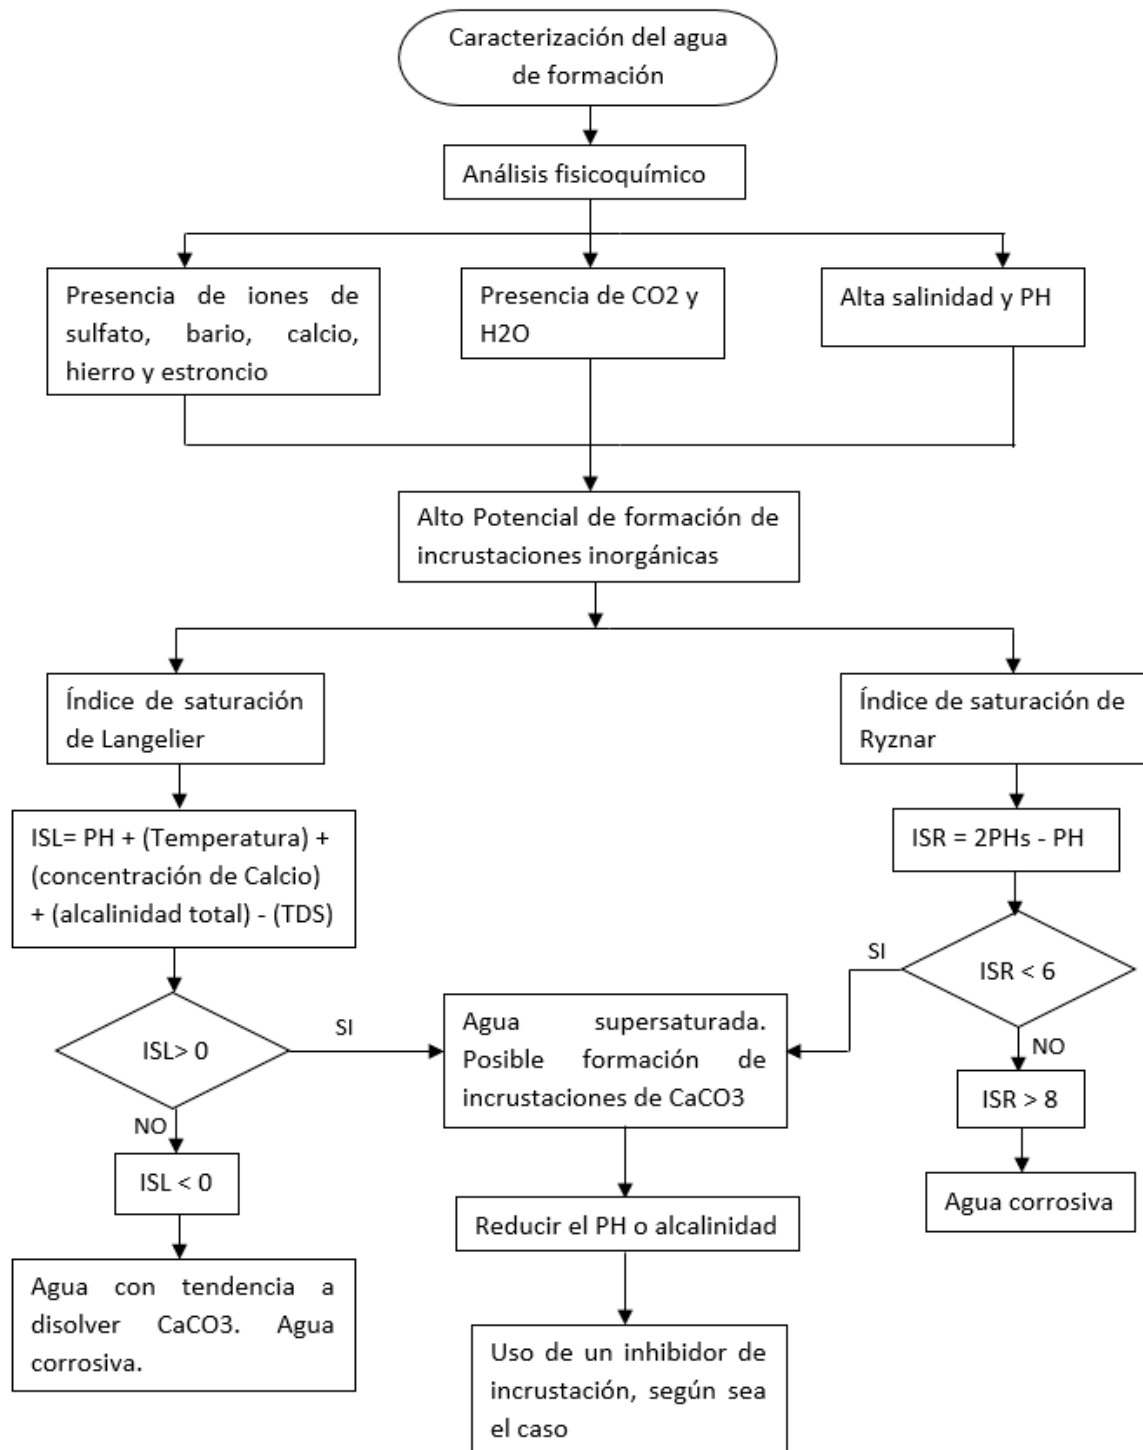 Caracterización del agua
de formación
Análisis fisicoquímico
Presencia de iones de
sulfato, bario, calcio,
hierro y estroncio
Presencia de CO2 y
H2O
Alta salinidad y PH
Alto Potencial de formación de
incrustaciones inorgánicas
Índice de saturación
de Langelier
Índice de saturación de
Ryznar
ISL= PH + (Temperatura) +
(concentración de Calcio)
+ (alcalinidad total) - (TDS)
ISR = 2PHs - PH
ISL> 0
SI
NO
ISR < 6
SI
NO
Agua supersaturada.
Posible formación de
incrustaciones de CaCO3
ISR > 8
ISL < 0
Agua corrosiva
Reducir el PH o alcalinidad
Agua con tendencia a
disolver CaCO3. Agua
corrosiva.
Uso de un inhibidor de
incrustación, según sea
el caso